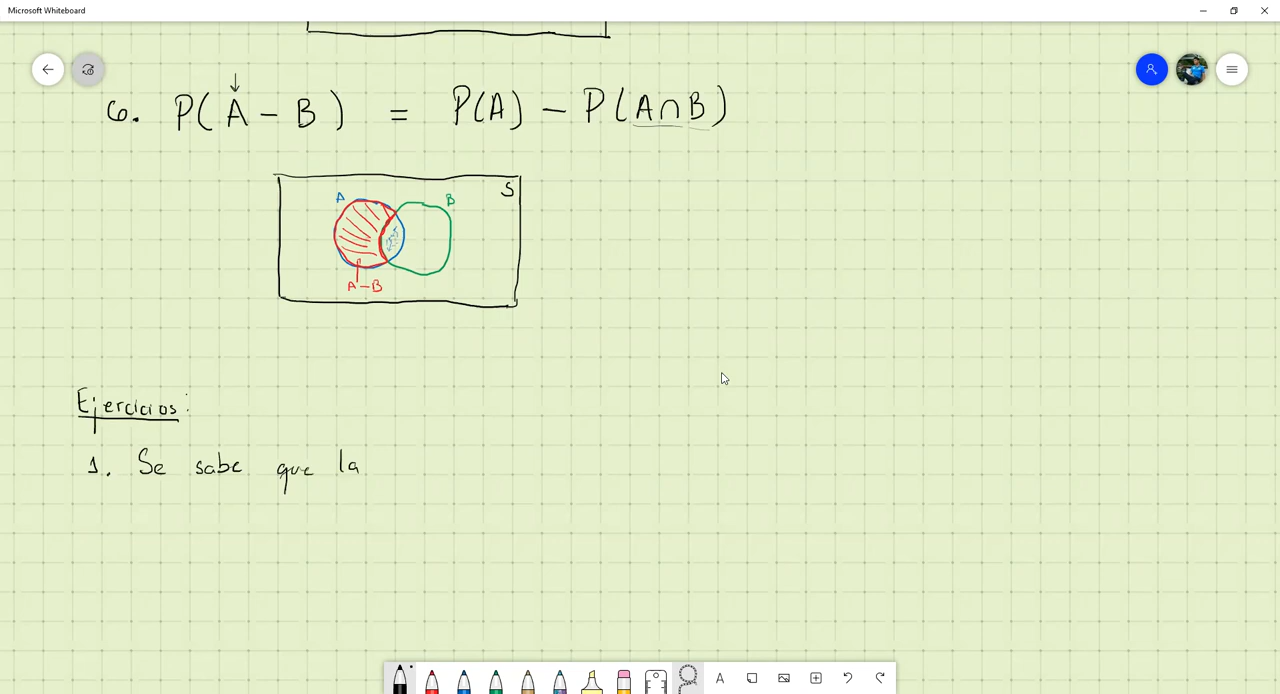 Microsoft Whiteboard
6. P(A - B) = P(A) - P(A∩B)
S
A B
A - B
Ejercicios:
1. Se sabe que la
A